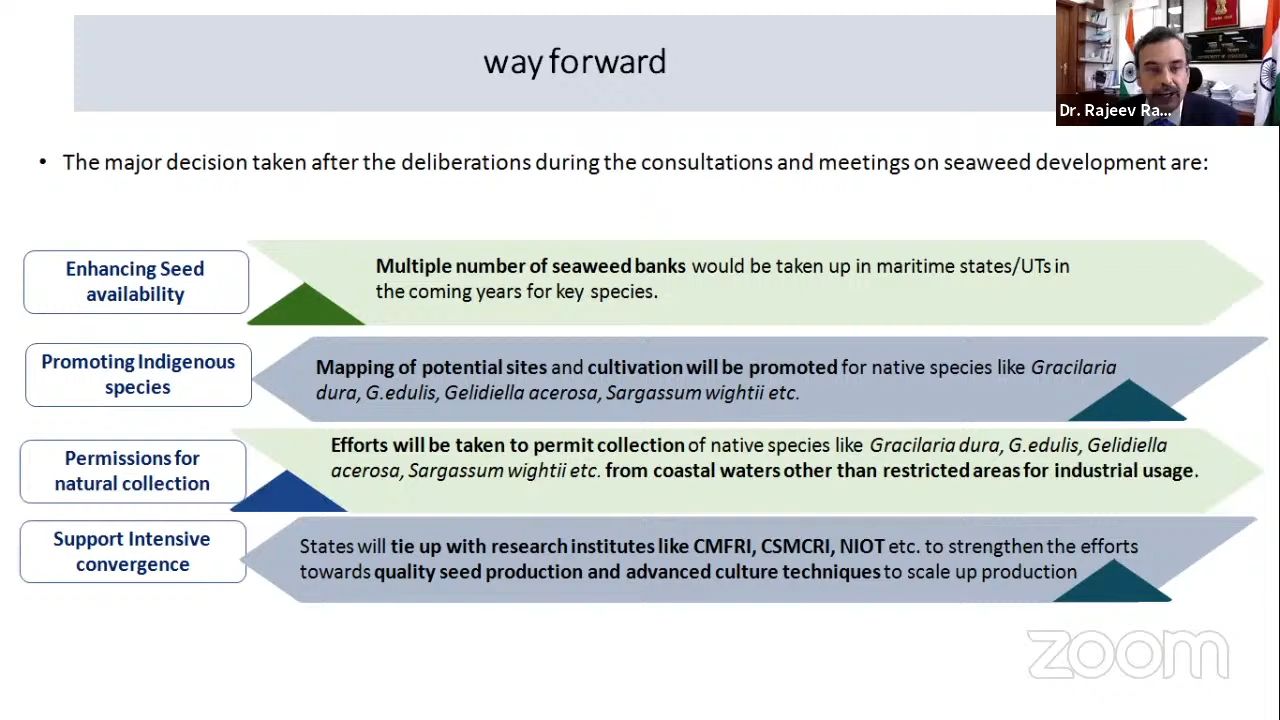 way forward
Dr. Rajeev Ra...
• The major decision taken after the deliberations during the consultations and meetings on seaweed development are:
Enhancing Seed
availability
Multiple number of seaweed banks would be taken up in maritime states/UTs in
the coming years for key species.
Promoting Indigenous
species
Mapping of potential sites and cultivation will be promoted for native species like Gracilaria
dura, G.edulis, Gelidiella acerosa, Sargassum wightii etc.
Permissions for
natural collection
Efforts will be taken to permit collection of native species like Gracilaria dura, G.edulis, Gelidiella
acerosa, Sargassum wightii etc. from coastal waters other than restricted areas for industrial usage.
Support Intensive
convergence
States will tie up with research institutes like CMFRI, CSMCRI, NIOT etc. to strengthen the efforts
towards quality seed production and advanced culture techniques to scale up production
zoom